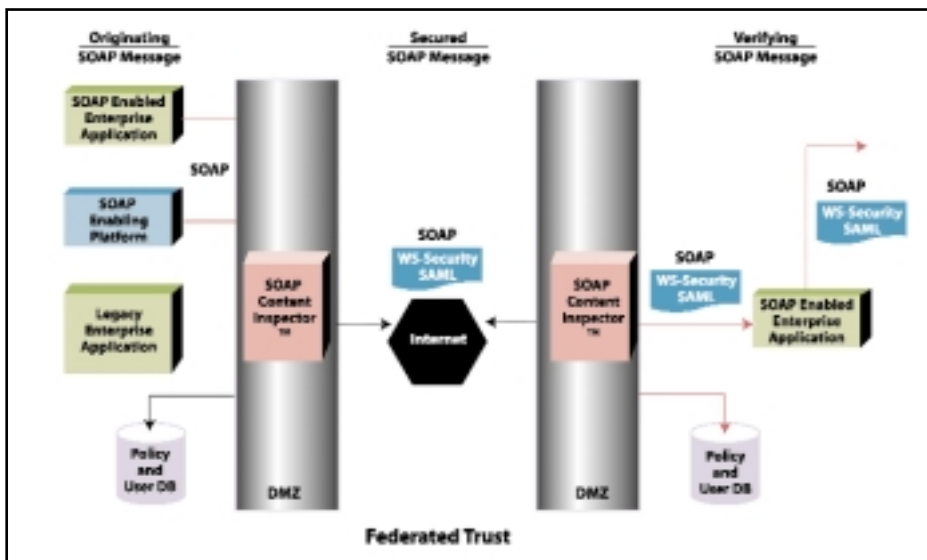 Originating
SOAP Message
Secured
SOAP Message
Verifying
SOAP Message
SOAP Enabled
Enterprise
Application
SOAP
SOAP
Enabling
Platform
Legacy
Enterprise
Application
Policy
and
User DB
SOAP
Content
Inspector
TM
DMZ
SOAP
WS-Security
SAML
Internet
SOAP
Content
Inspector
TM
DMZ
SOAP
WS-Security
SAML
SOAP Enabled
Enterprise
Application
SOAP
WS-Security
SAML
Policy
and
User DB
Federated Trust